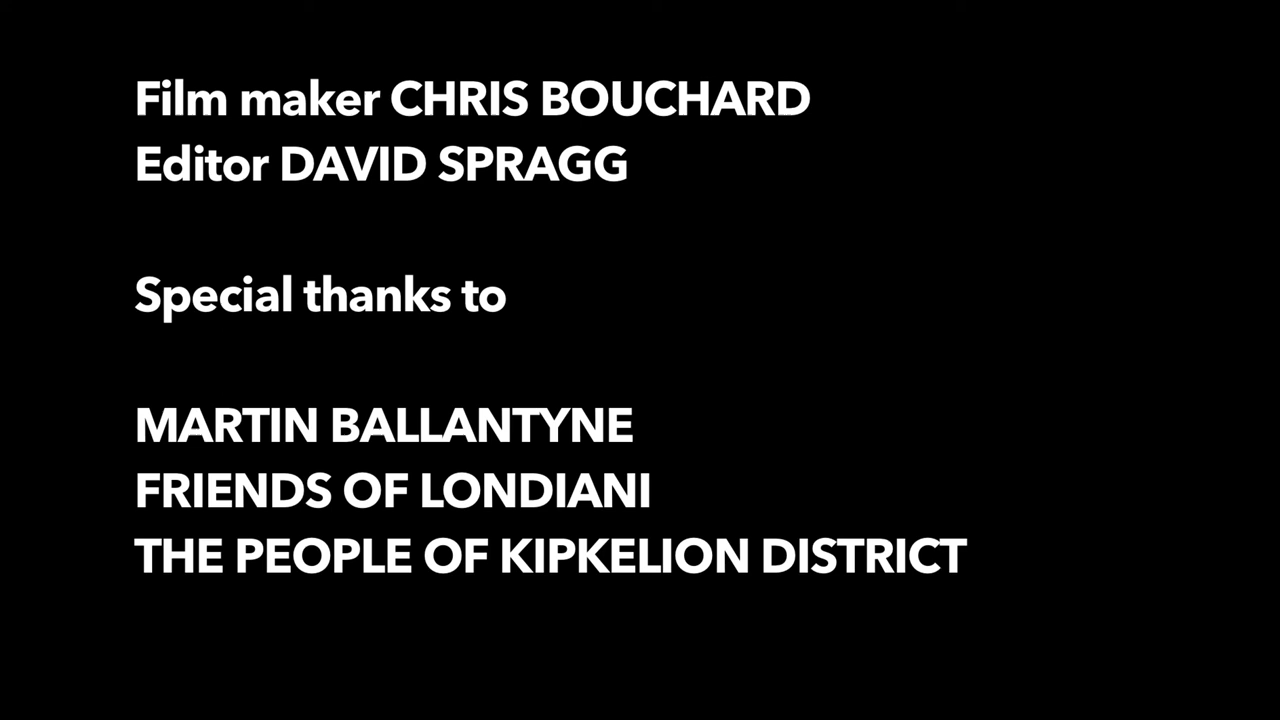 Film maker CHRIS BOUCHARD
Editor DAVID SPRAGG
Special thanks to
MARTIN BALLANTYNE
FRIENDS OF LONDIANI
THE PEOPLE OF KIPKELION DISTRICT